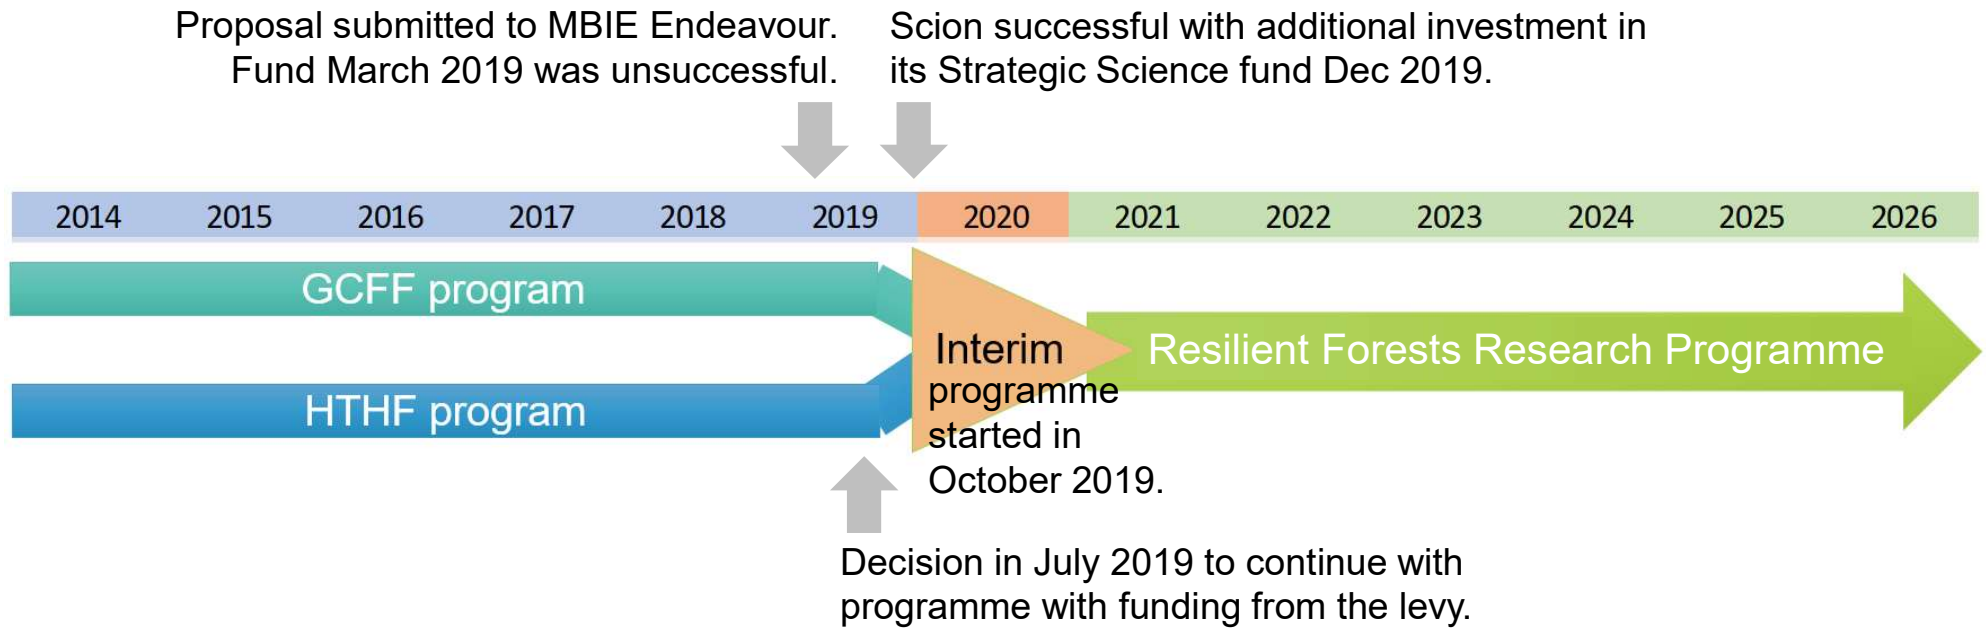 Proposal submitted to MBIE Endeavour.
Fund March 2019 was unsuccessful.
Scion successful with additional investment in
its Strategic Science fund Dec 2019.
2014 2015 2016 2017 2018 2019 2020 2021 2022 2023 2024 2025 2026
GCFF program
HTHF program
Interim
programme
started in
October 2019.
Resilient Forests Research Programme
Decision in July 2019 to continue with
programme with funding from the levy.